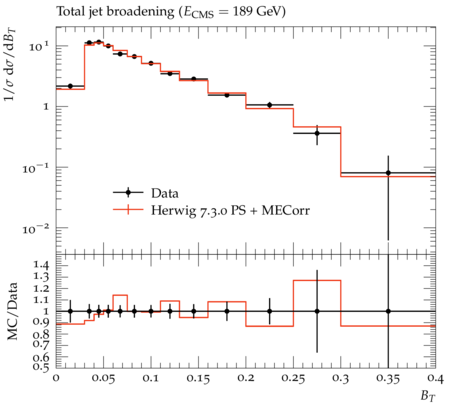 Total jet broadening (E_CMS = 189 GeV)
1/σ dσ/dB_T
10^1
1
10^−1
10^−2
Data
Herwig 7.3.0 PS + MECorr
MC/Data
1.4
1.3
1.2
1.1
1
0.9
0.8
0.7
0.6
0.5
0 0.05 0.1 0.15 0.2 0.25 0.3 0.35 0.4
B_T